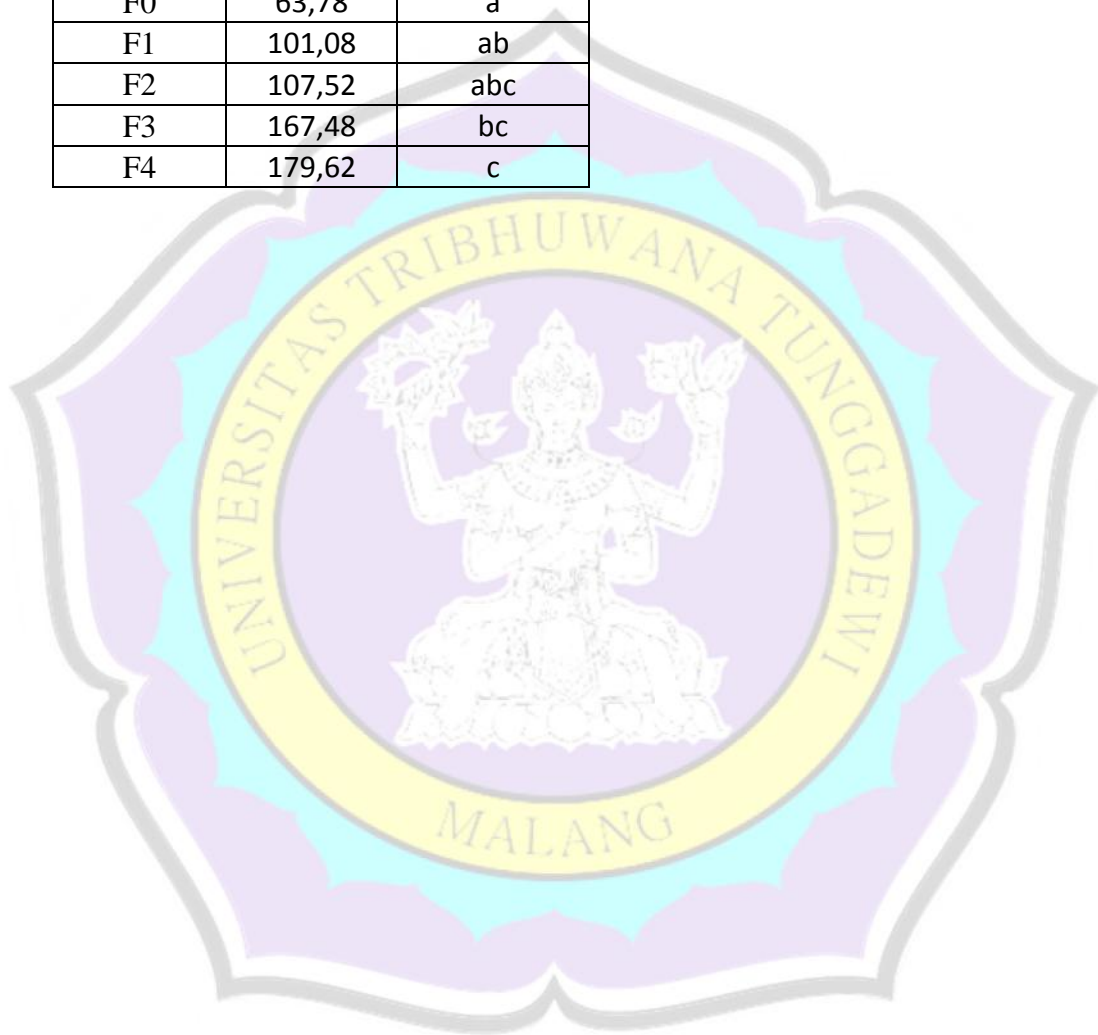 F0 63,78 a
F1 101,08 ab
F2 107,52 abc
F3 167,48 bc
F4 179,62 c
UNIVERSITAS TRIBHUWANA TUNGGADEWI
MALANG